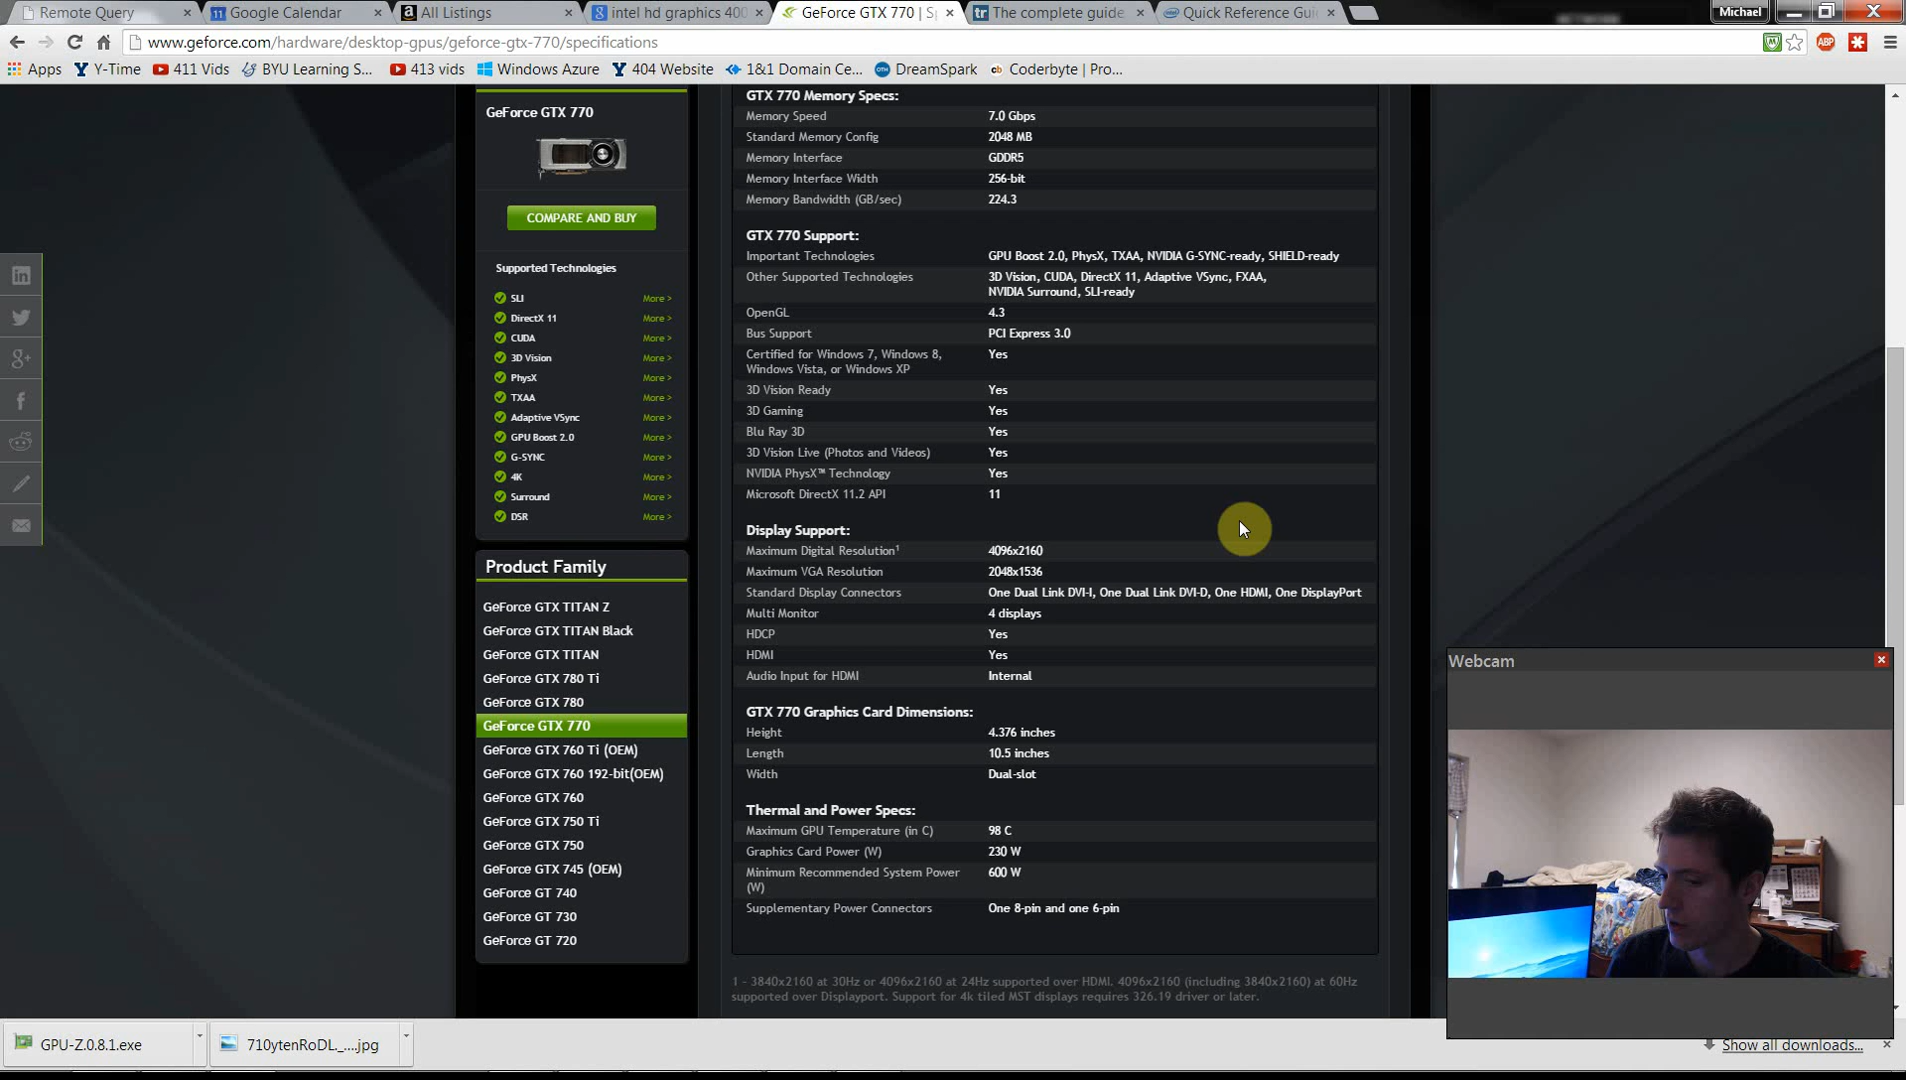 Remote Query
Google Calendar
All Listings
intel hd graphics 400
GeForce GTX 770 | Sp
The complete guide
Quick Reference Gui
Michael
www.geforce.com/hardware/desktop-gpus/geforce-gtx-770/specifications
Apps
Y-Time
411 Vids
BYU Learning S...
413 vids
Windows Azure
404 Website
1&1 Domain Ce...
DreamSpark
Coderbyte | Pro...
GeForce GTX 770
COMPARE AND BUY
Supported Technologies
SLI More >
DirectX 11 More >
CUDA More >
3D Vision More >
PhysX More >
TXAA More >
Adaptive VSync More >
GPU Boost 2.0 More >
G-SYNC More >
4K More >
Surround More >
DSR More >
Product Family
GeForce GTX TITAN Z
GeForce GTX TITAN Black
GeForce GTX TITAN
GeForce GTX 780 Ti
GeForce GTX 780
GeForce GTX 770
GeForce GTX 760 Ti (OEM)
GeForce GTX 760 192-bit(OEM)
GeForce GTX 760
GeForce GTX 750 Ti
GeForce GTX 750
GeForce GTX 745 (OEM)
GeForce GT 740
GeForce GT 730
GeForce GT 720
GTX 770 Memory Specs:
Memory Speed 7.0 Gbps
Standard Memory Config 2048 MB
Memory Interface GDDR5
Memory Interface Width 256-bit
Memory Bandwidth (GB/sec) 224.3
GTX 770 Support:
Important Technologies GPU Boost 2.0, PhysX, TXAA, NVIDIA G-SYNC-ready, SHIELD-ready
Other Supported Technologies 3D Vision, CUDA, DirectX 11, Adaptive VSync, FXAA,
NVIDIA Surround, SLI-ready
OpenGL 4.3
Bus Support PCI Express 3.0
Certified for Windows 7, Windows 8, Yes
Windows Vista, or Windows XP
3D Vision Ready Yes
3D Gaming Yes
Blu Ray 3D Yes
3D Vision Live (Photos and Videos) Yes
NVIDIA PhysX™ Technology Yes
Microsoft DirectX 11.2 API 11
Display Support:
Maximum Digital Resolution¹ 4096x2160
Maximum VGA Resolution 2048x1536
Standard Display Connectors One Dual Link DVI-I, One Dual Link DVI-D, One HDMI, One DisplayPort
Multi Monitor 4 displays
HDCP Yes
HDMI Yes
Audio Input for HDMI Internal
GTX 770 Graphics Card Dimensions:
Height 4.376 inches
Length 10.5 inches
Width Dual-slot
Thermal and Power Specs:
Maximum GPU Temperature (in C) 98 C
Graphics Card Power (W) 230 W
Minimum Recommended System Power 600 W
(W)
Supplementary Power Connectors One 8-pin and one 6-pin
1 - 3840x2160 at 30Hz or 4096x2160 at 24Hz supported over HDMI. 4096x2160 (including 3840x2160) at 60Hz
supported over Displayport. Support for 4k tiled MST displays requires 326.19 driver or later.
Webcam
GPU-Z.0.8.1.exe
710ytenRoDL._....jpg
Show all downloads...